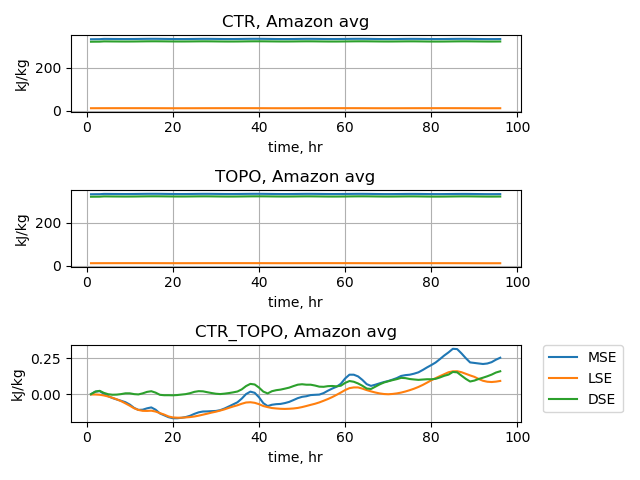 CTR, Amazon avg
200
0
kJ/kg
0 20 40 60 80 100
time, hr
TOPO, Amazon avg
200
0
kJ/kg
0 20 40 60 80 100
time, hr
CTR_TOPO, Amazon avg
0.25
0.00
kJ/kg
0 20 40 60 80 100
time, hr
MSE
LSE
DSE